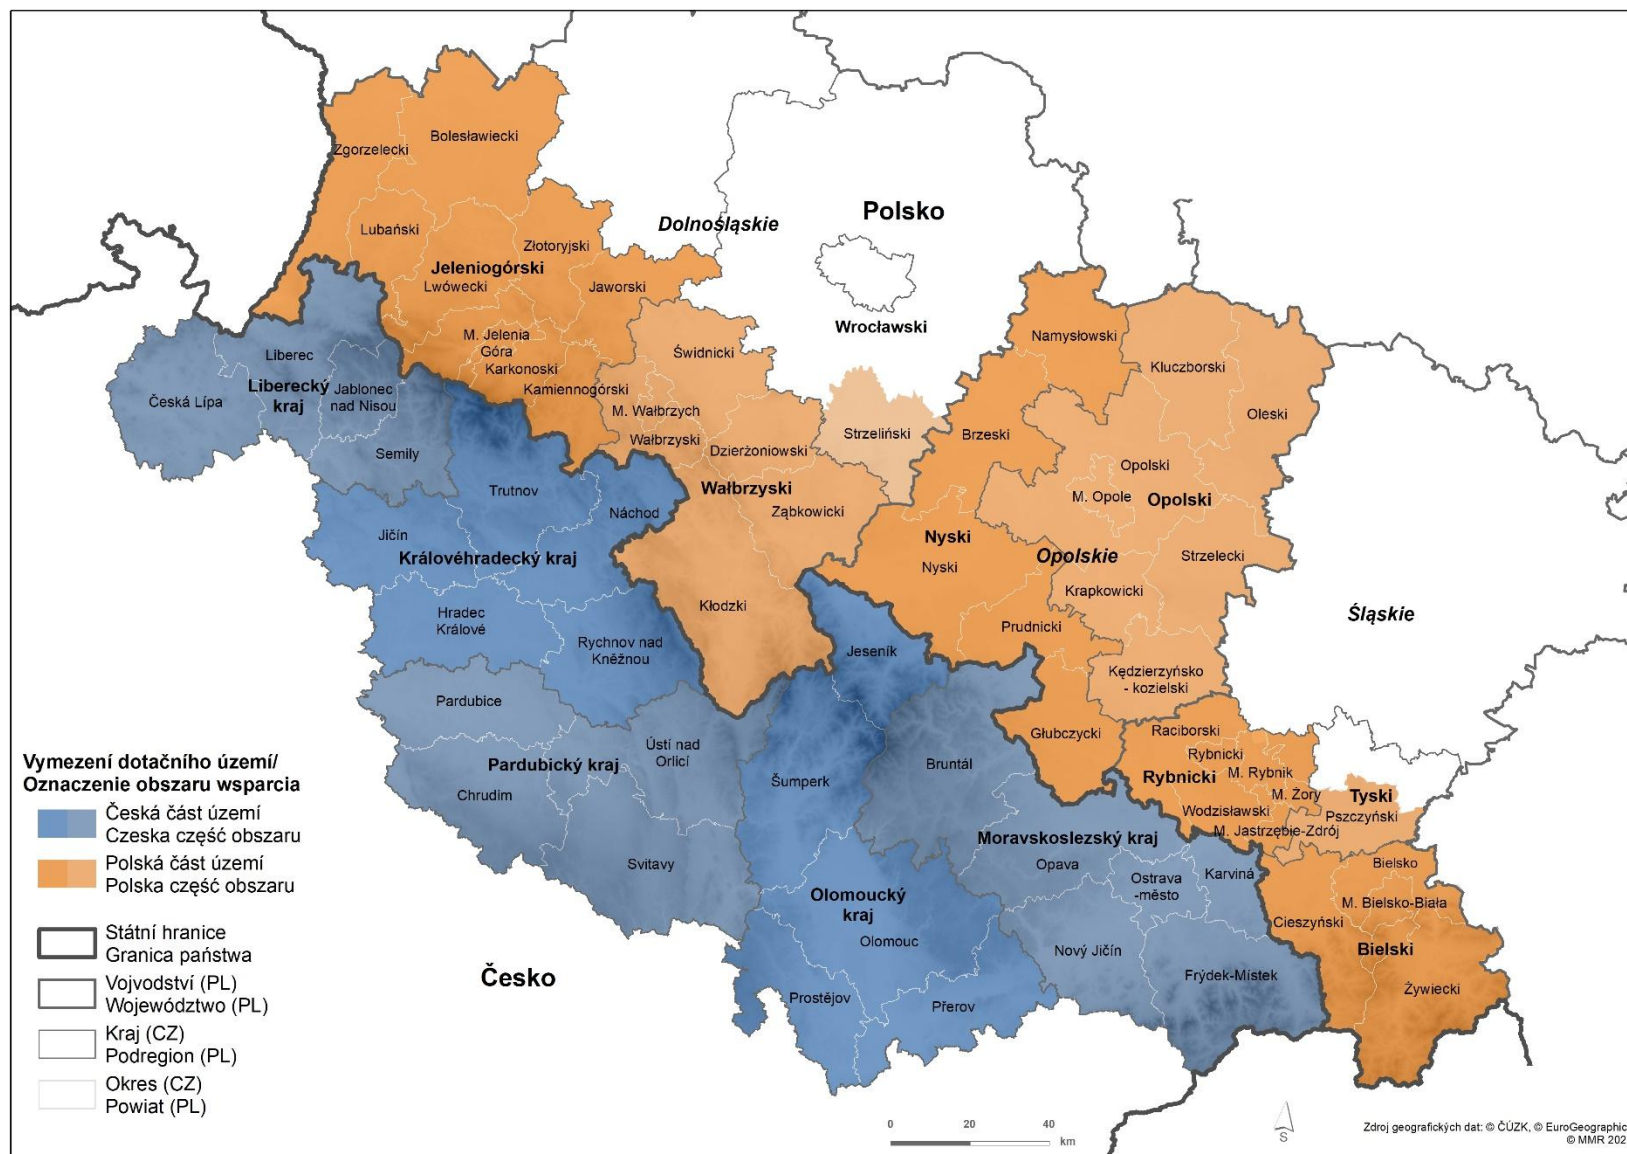 Bolesławiecki
Zgorzelecki
Polsko
Dolnośląskie
Lubański
Złotoryjski
Jeleniogórski
Lwówecki
Jaworski
Wrocławski
Namysłowski
M. Jelenia
Góra
Karkonoski
Kamiennogórski
Świdnicki
Kluczborski
Liberec
Liberecký
kraj
Jablonec
nad Nisou
Česká Lípa
Semily
M. Wałbrzych
Wałbrzyski
Dzierżoniowski
Strzeliński
Brzeski
Oleski
Trutnov
Náchod
Wałbrzyski
Ząbkowicki
Opolski
M. Opole
Opolski
Jičín
Královéhradecký kraj
Nyski
Nyski
Opolskie
Strzelecki
Krapkowicki
Hradec
Králové
Rychnov nad
Kněžnou
Kłodzki
Prudnicki
Śląskie
Jeseník
Kędzierzyńsko
- kozielski
Pardubice
Ústí nad
Orlicí
Pardubický kraj
Chrudim
Šumperk
Bruntál
Głubczycki
Raciborski
Rybnicki
Rybnicki
M. Rybnik
M. Żory
Wodzisławski
M. Jastrzębie-Zdrój
Tyski
Pszczyński
Svitavy
Moravskoslezský kraj
Opava
Ostrava
-město
Karviná
Bielsko
M. Bielsko-Biała
Cieszyński
Bielski
Żywiecki
Olomoucký
kraj
Olomouc
Nový Jičín
Frýdek-Místek
Prostějov
Přerov
Česko
Vymezení dotačního území/
Oznaczenie obszaru wsparcia
Česká část území
Czeska część obszaru
Polská část území
Polska część obszaru
Státní hranice
Granica państwa
Vojvodství (PL)
Województwo (PL)
Kraj (CZ)
Podregion (PL)
Okres (CZ)
Powiat (PL)
0 20 40
km
S
Zdroj geografických dat: © ČÚZK, © EuroGeographic
© MMR 202